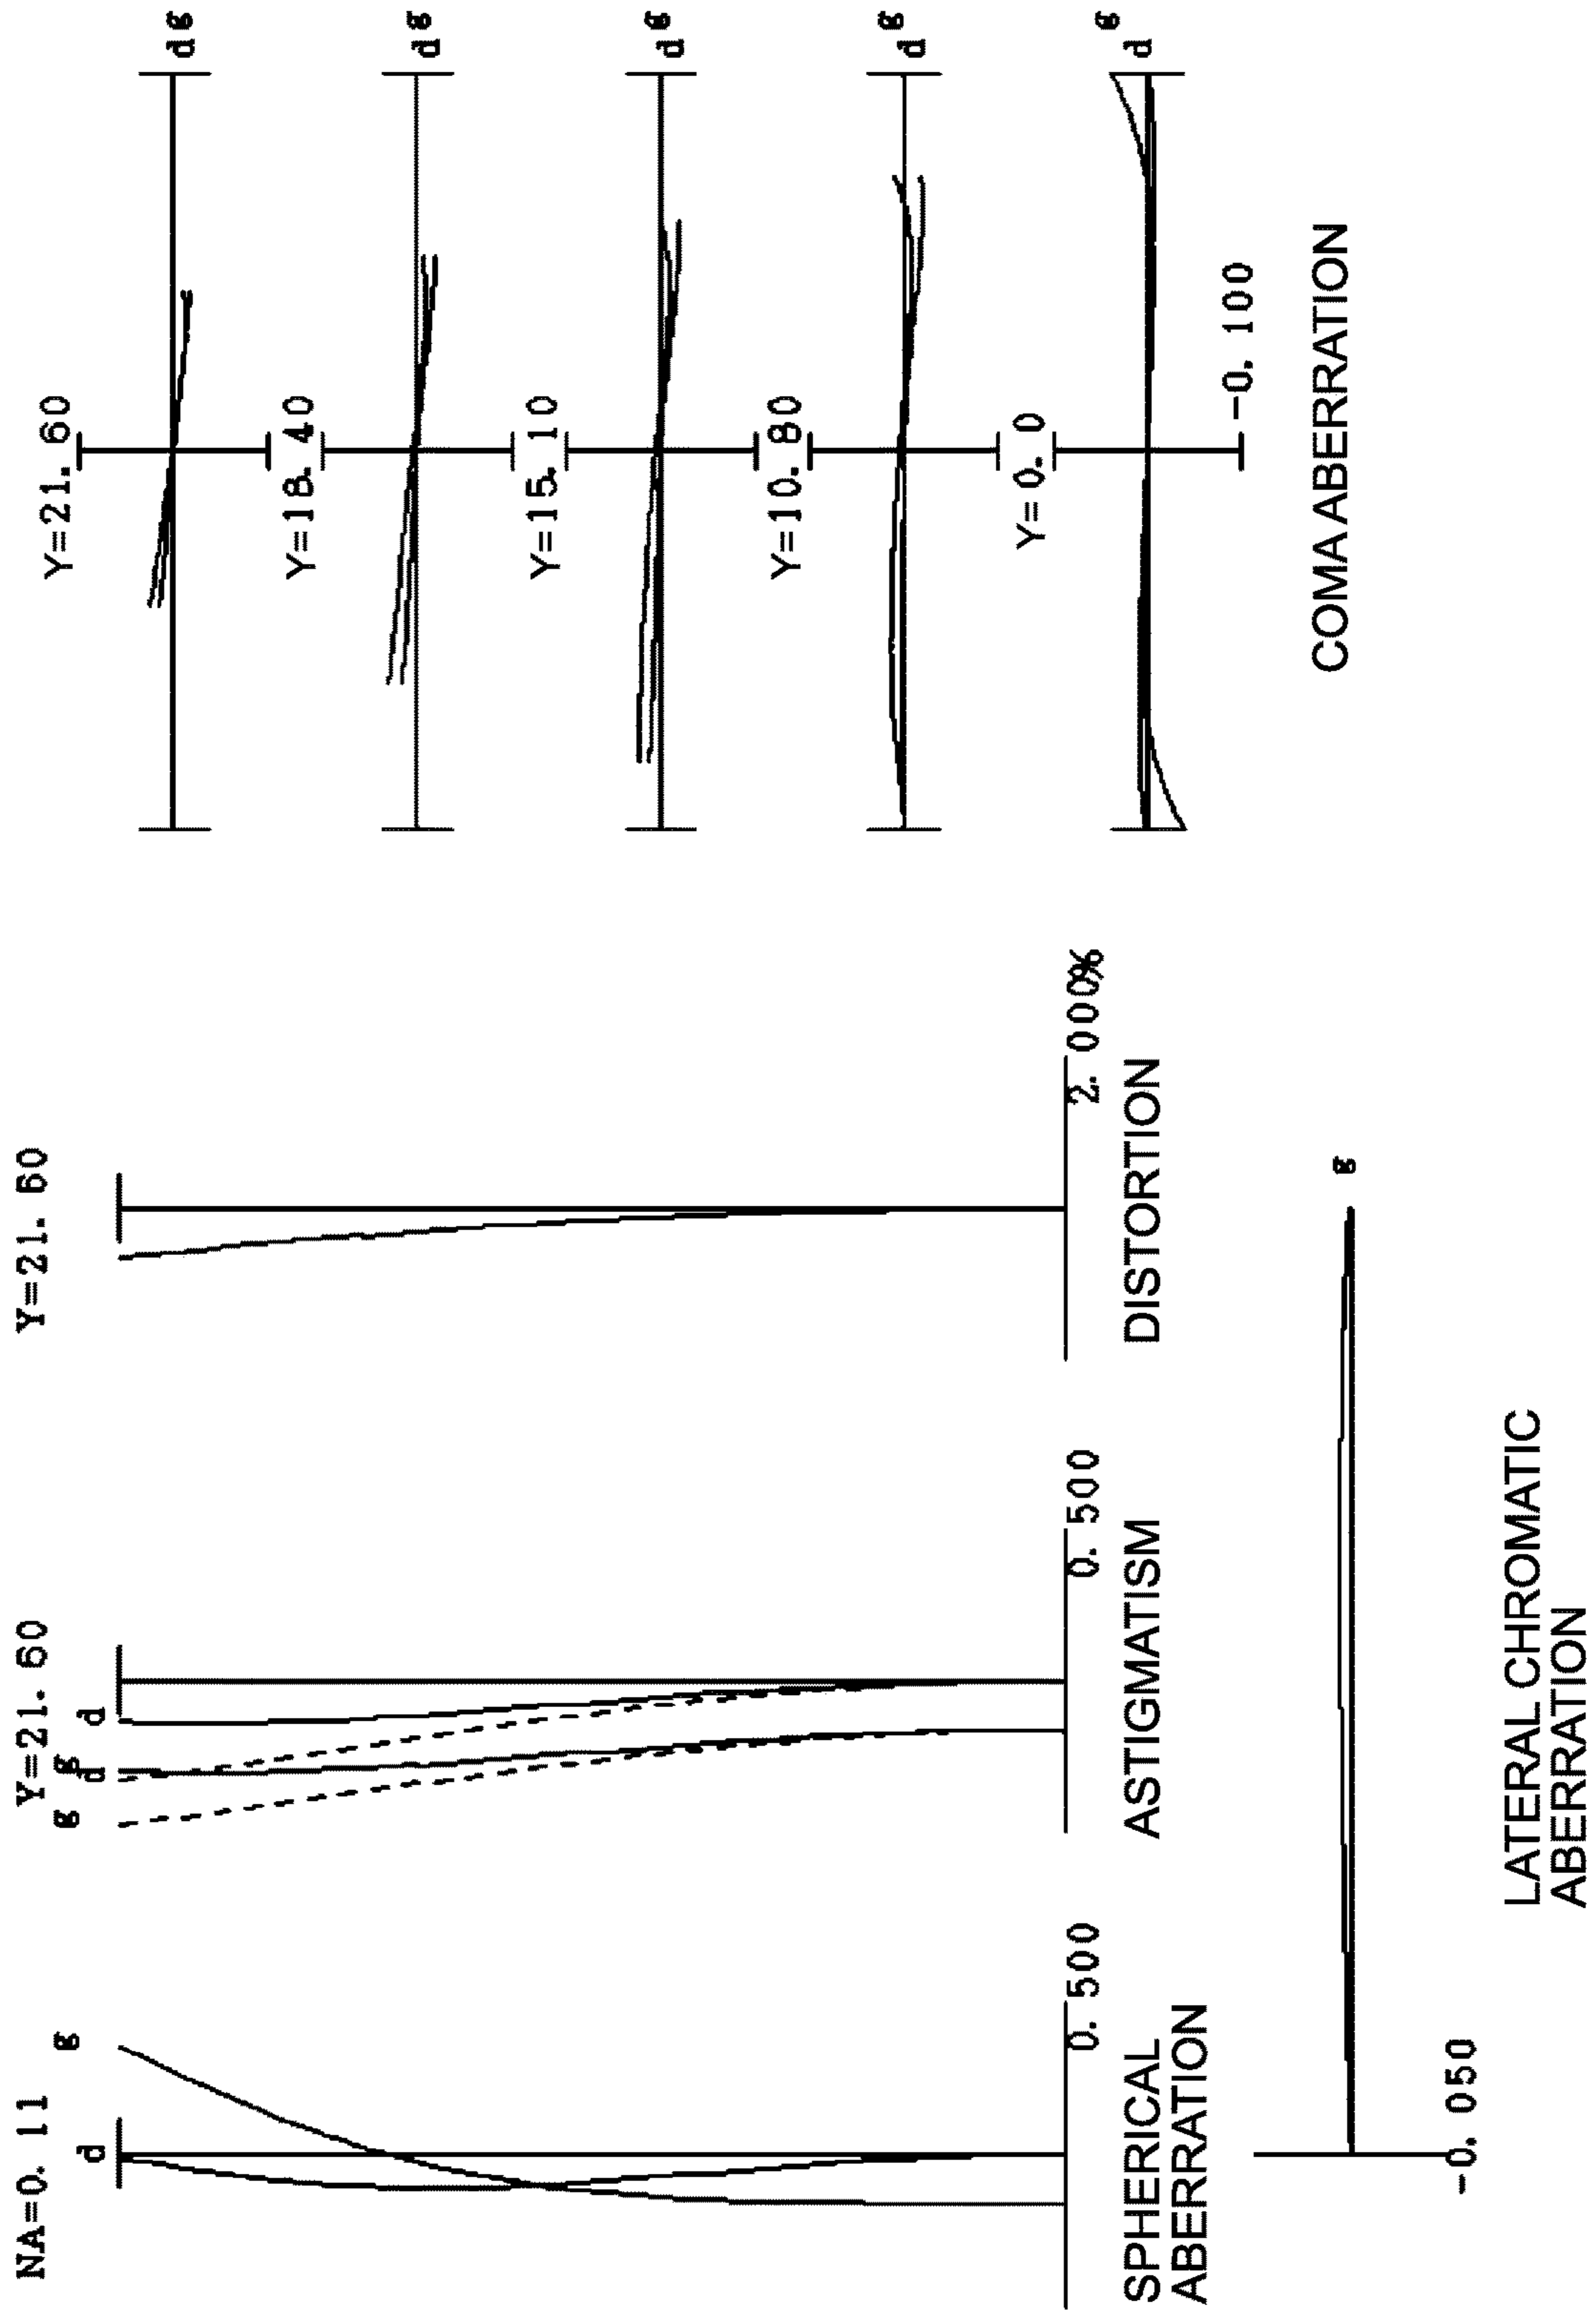 NA=0. 11
d
g
0. 500
SPHERICAL
ABERRATION
Y=21. 60
g
d
g
d
0. 500
ASTIGMATISM
Y=21. 60
2. 000%
DISTORTION
-0. 050
g
LATERAL CHROMATIC
ABERRATION
Y=21. 60
d
g
Y=18. 40
d
g
Y=15. 10
d
g
Y=10. 80
d
g
Y=0. 0
d
g
-0. 100
COMA ABERRATION